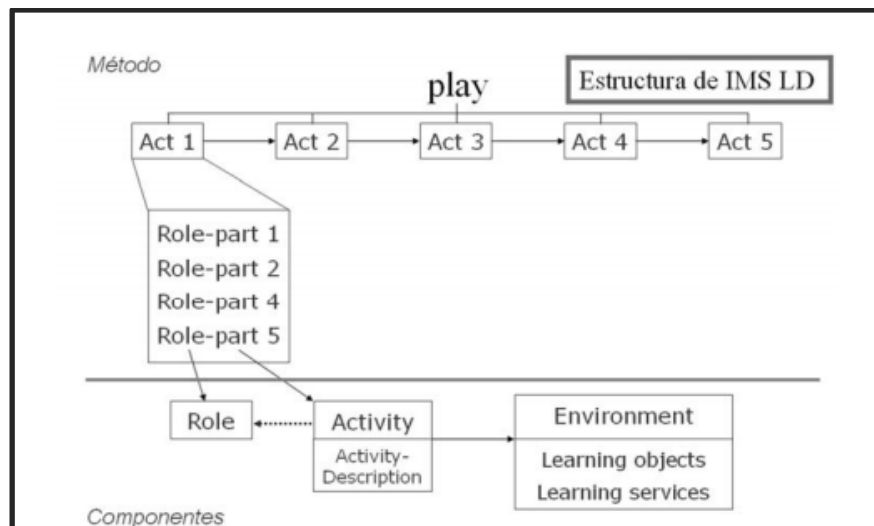 Método
play
Estructura de IMS LD
Act 1
Act 2
Act 3
Act 4
Act 5
Role-part 1
Role-part 2
Role-part 4
Role-part 5
Role
Activity
Activity-
Description
Environment
Learning objects
Learning services
Componentes